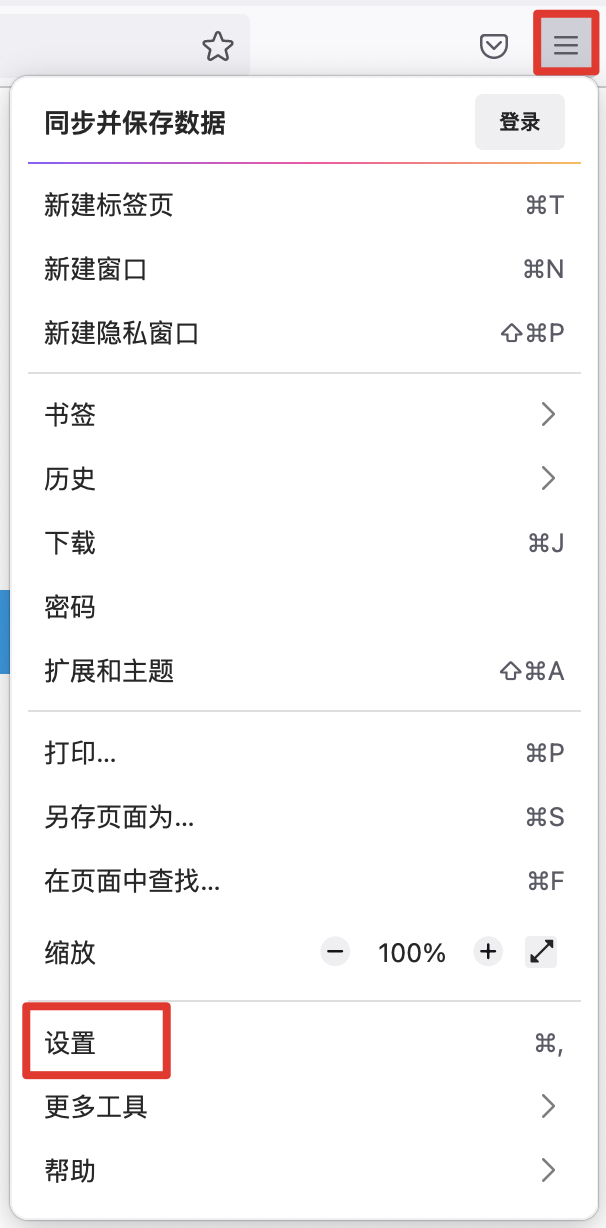 同步并保存数据 登录
新建标签页 ⌘T
新建窗口 ⌘N
新建隐私窗口 ⇧⌘P
书签
历史
下载 ⌘J
密码
扩展和主题 ⇧⌘A
打印... ⌘P
另存页面为... ⌘S
在页面中查找... ⌘F
缩放 − 100% +
设置 ⌘,
更多工具
帮助